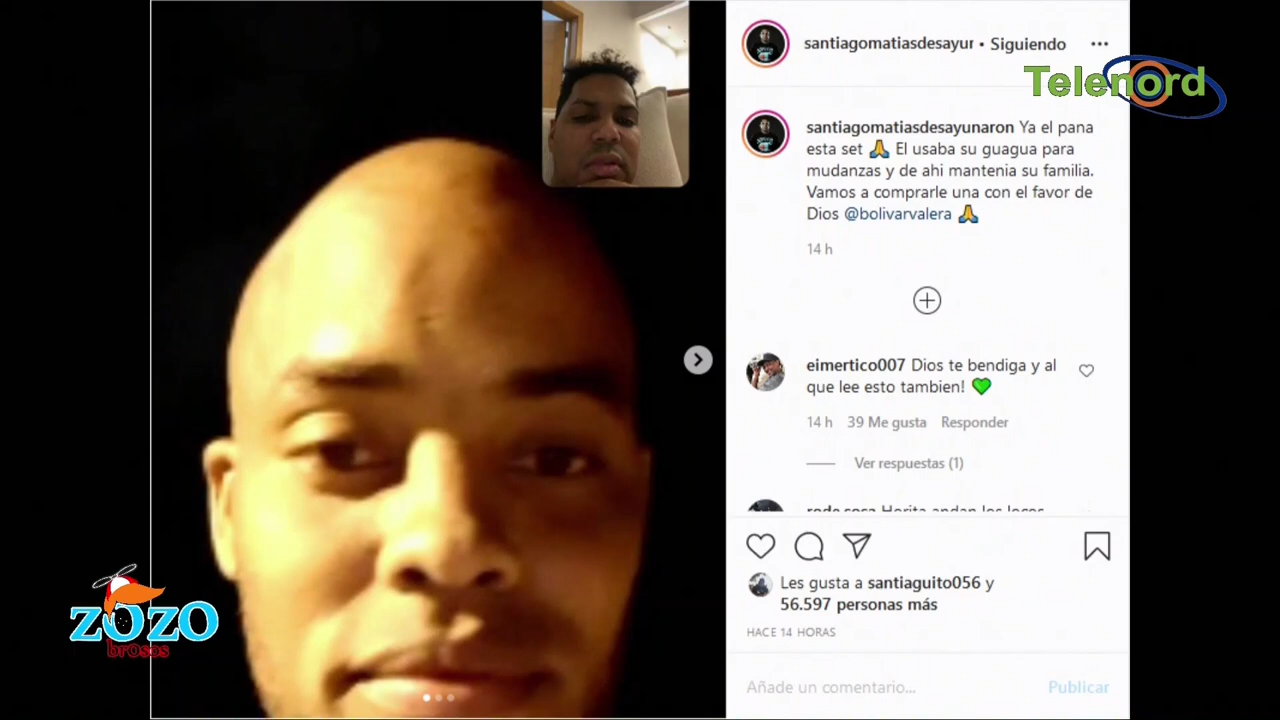 santiagomatiasdesayur • Siguiendo
Telenord
santiagomatiasdesayunaron Ya el pana
esta set 🙏 El usaba su guagua para
mudanzas y de ahi mantenia su familia.
Vamos a comprarle una con el favor de
Dios @bolivarvalera 🙏
14 h
eimertico007 Dios te bendiga y al
que lee esto tambien! 💚
14 h 39 Me gusta Responder
Ver respuestas (1)
Les gusta a santiaguito056 y
56.597 personas más
HACE 14 HORAS
Añade un comentario... Publicar
zozo
brosos